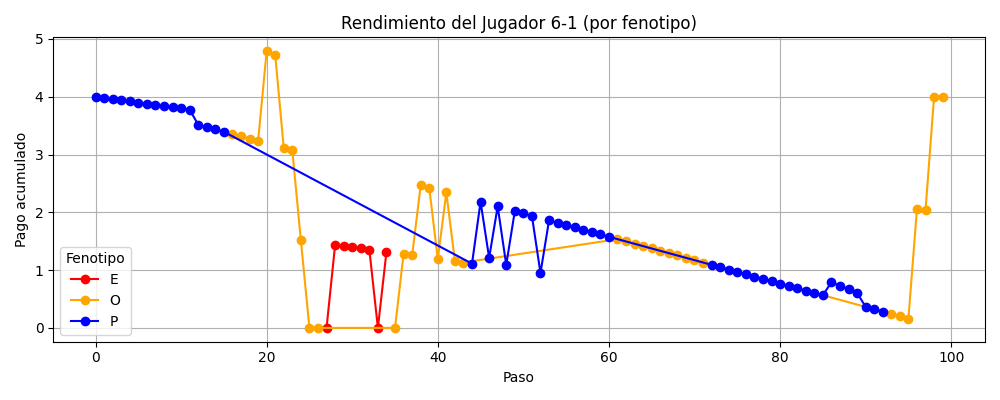 Rendimiento del Jugador 6-1 (por fenotipo)
Pago acumulado
5
4
3
2
1
0
Fenotipo
E
O
P
0
20
40
60
80
100
Paso